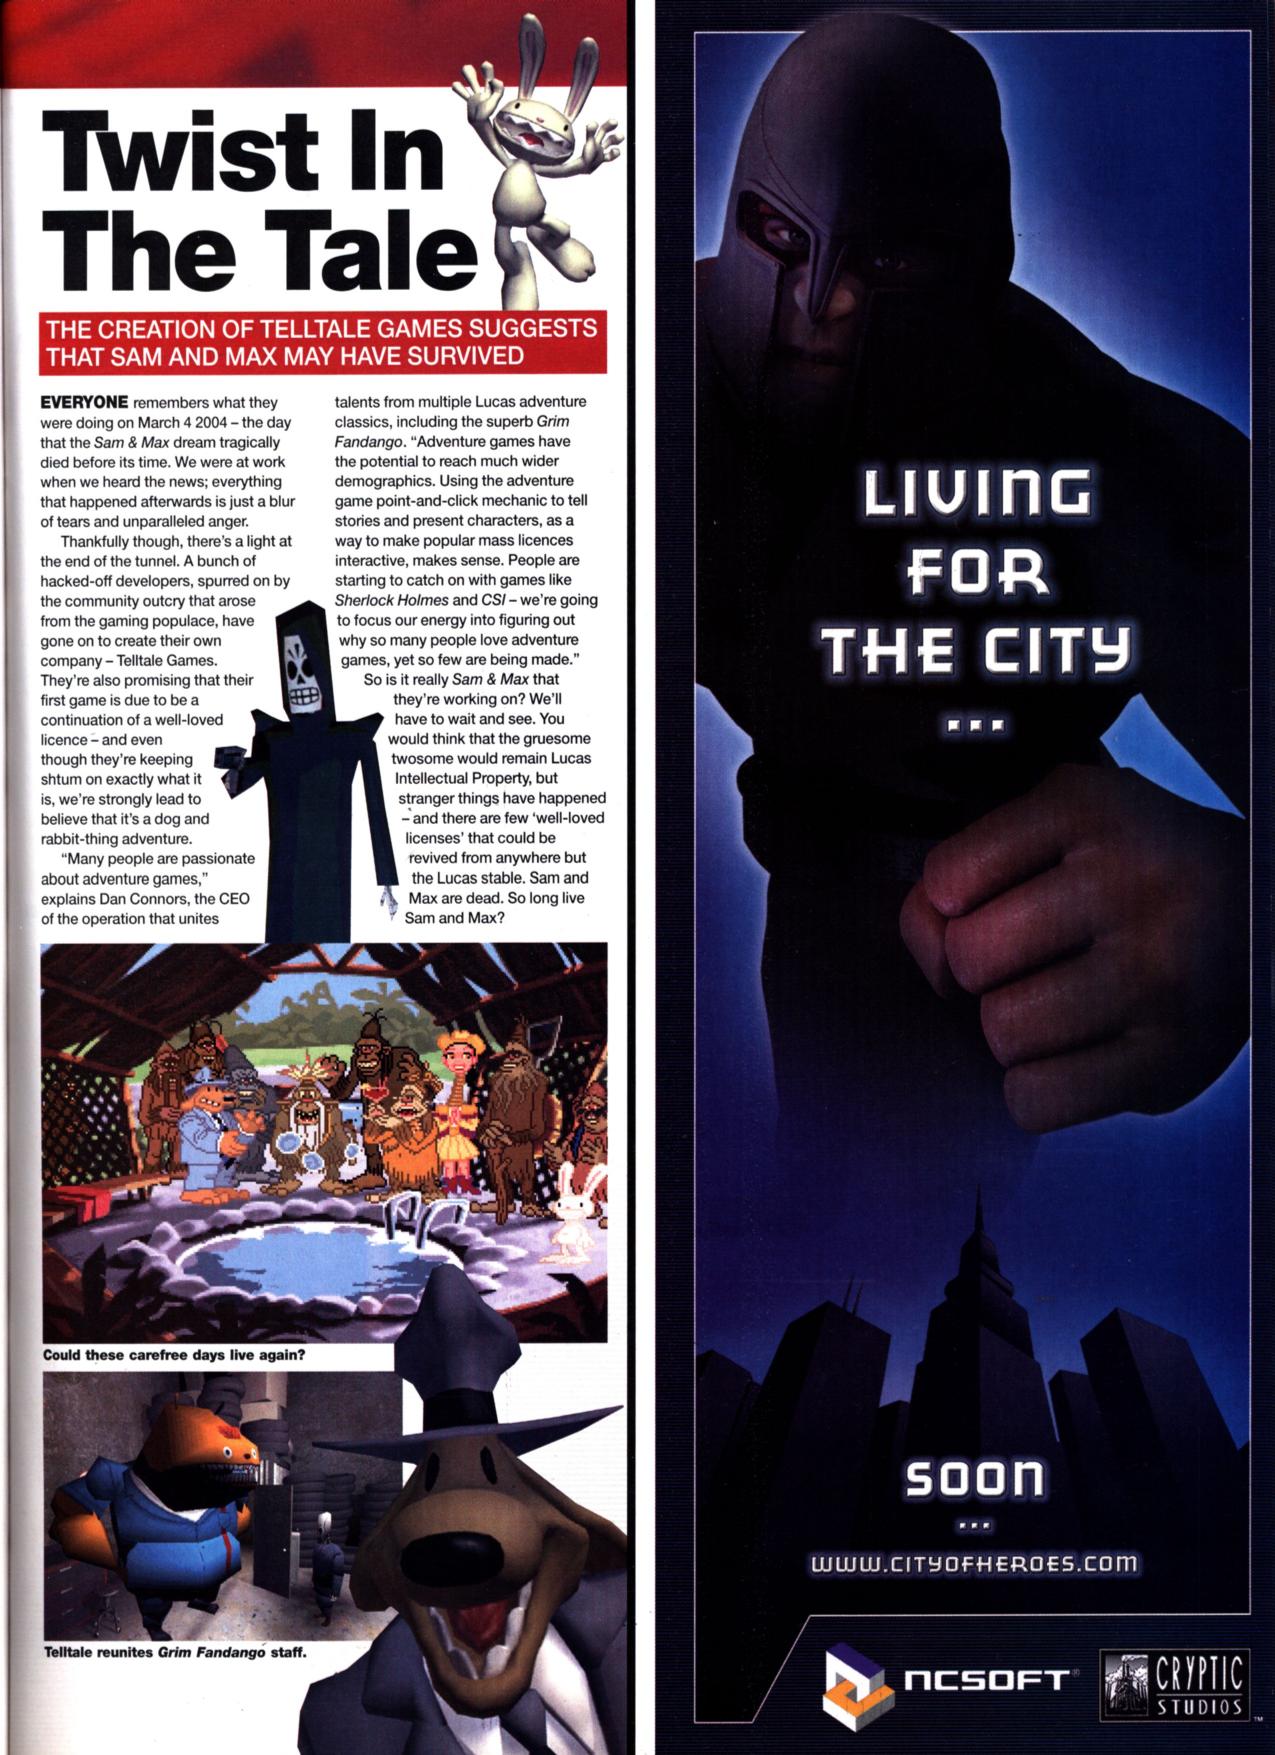 Twist In
The Tale
THE CREATION OF TELLTALE GAMES SUGGESTS
THAT SAM AND MAX MAY HAVE SURVIVED
EVERYONE remembers what they
were doing on March 4 2004 – the day
that the Sam & Max dream tragically
died before its time. We were at work
when we heard the news; everything
that happened afterwards is just a blur
of tears and unparalleled anger.
Thankfully though, there's a light at
the end of the tunnel. A bunch of
hacked-off developers, spurred on by
the community outcry that arose
from the gaming populace, have
gone on to create their own
company – Telltale Games.
They're also promising that their
first game is due to be a
continuation of a well-loved
licence – and even
though they're keeping
shtum on exactly what it
is, we're strongly lead to
believe that it's a dog and
rabbit-thing adventure.
"Many people are passionate
about adventure games,"
explains Dan Connors, the CEO
of the operation that unites
talents from multiple Lucas adventure
classics, including the superb Grim
Fandango. "Adventure games have
the potential to reach much wider
demographics. Using the adventure
game point-and-click mechanic to tell
stories and present characters, as a
way to make popular mass licences
interactive, makes sense. People are
starting to catch on with games like
Sherlock Holmes and CSI – we're going
to focus our energy into figuring out
why so many people love adventure
games, yet so few are being made."
So is it really Sam & Max that
they're working on? We'll
have to wait and see. You
would think that the gruesome
twosome would remain Lucas
Intellectual Property, but
stranger things have happened
– and there are few 'well-loved
licenses' that could be
revived from anywhere but
the Lucas stable. Sam and
Max are dead. So long live
Sam and Max?
Could these carefree days live again?
Telltale reunites Grim Fandango staff.
LIVING
FOR
THE CITY
...
SOON
...
WWW.CITYOFHEROES.COM
NCSOFT®
CRYPTIC
STUDIOS
TM